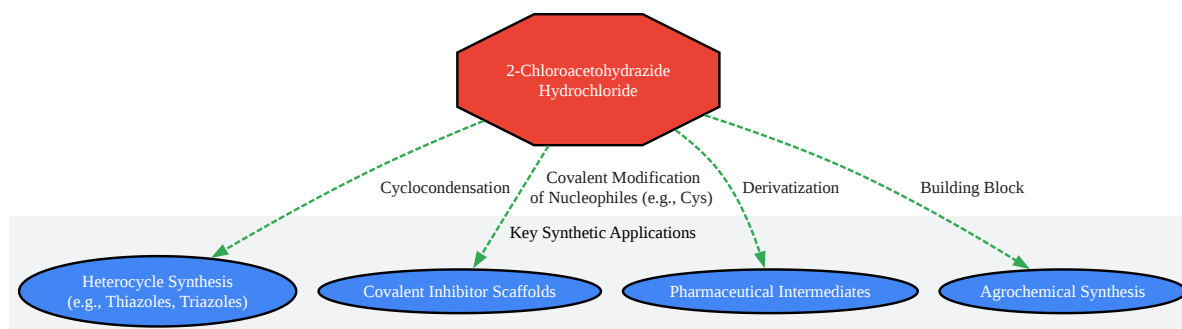 2-Chloroacetohydrazide
Hydrochloride
Cyclocondensation
Covalent Modification
of Nucleophiles (e.g., Cys)
Derivatization
Building Block
Key Synthetic Applications
Heterocycle Synthesis
(e.g., Thiazoles, Triazoles)
Covalent Inhibitor Scaffolds
Pharmaceutical Intermediates
Agrochemical Synthesis